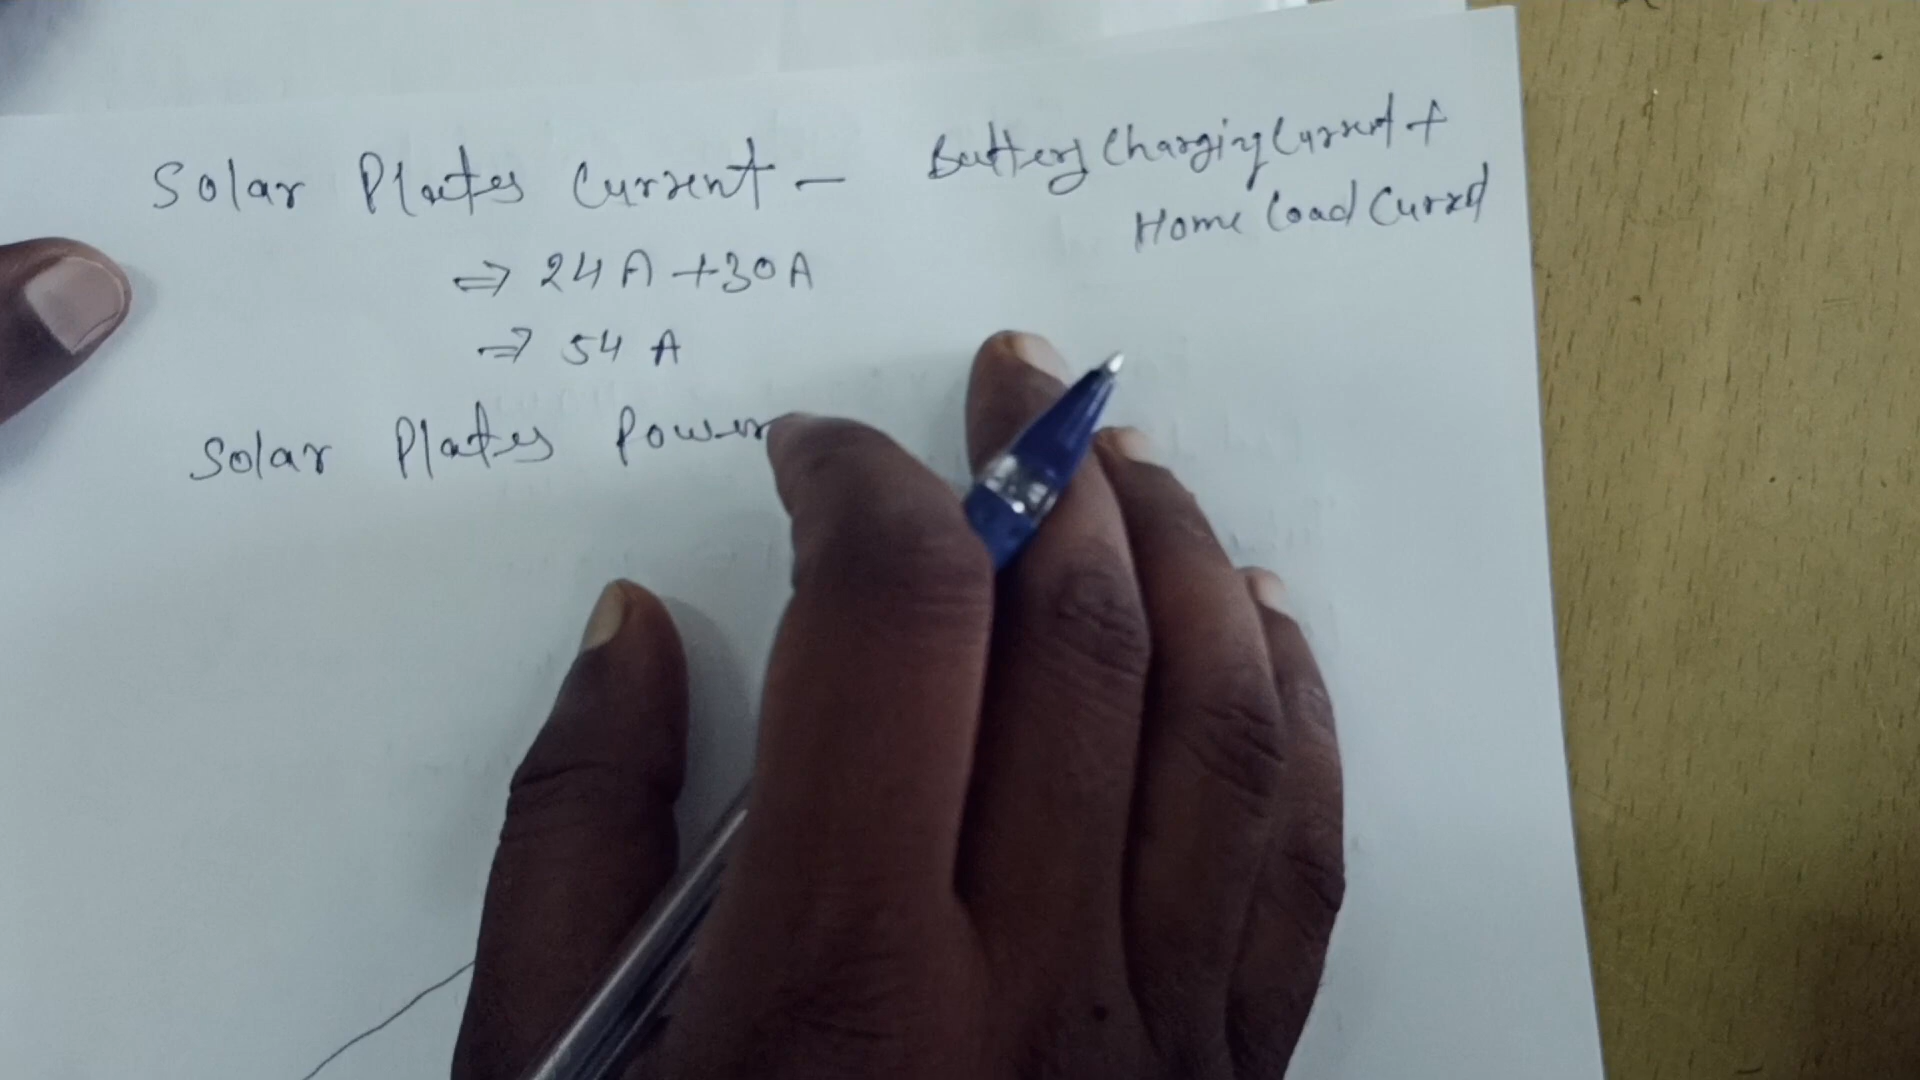 Solar Plates Current - Battery Charging Current +
Home Load Current
⇒ 24 A + 30 A
⇒ 54 A
Solar Plates Power